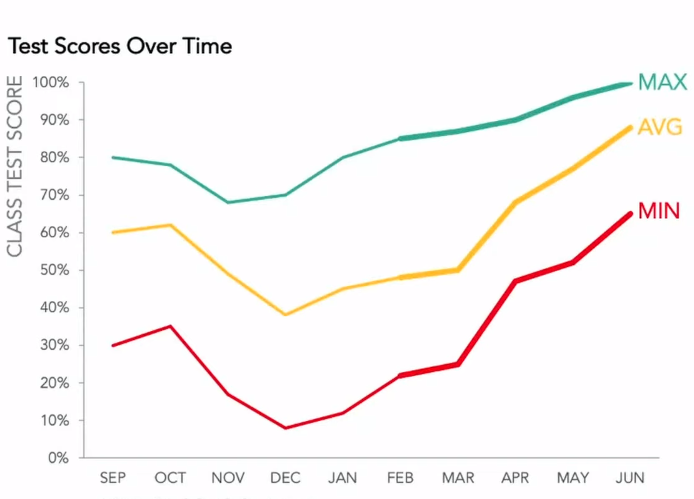 Test Scores Over Time
CLASS TEST SCORE
100%
90%
80%
70%
60%
50%
40%
30%
20%
10%
0%
MAX
AVG
MIN
SEP OCT NOV DEC JAN FEB MAR APR MAY JUN